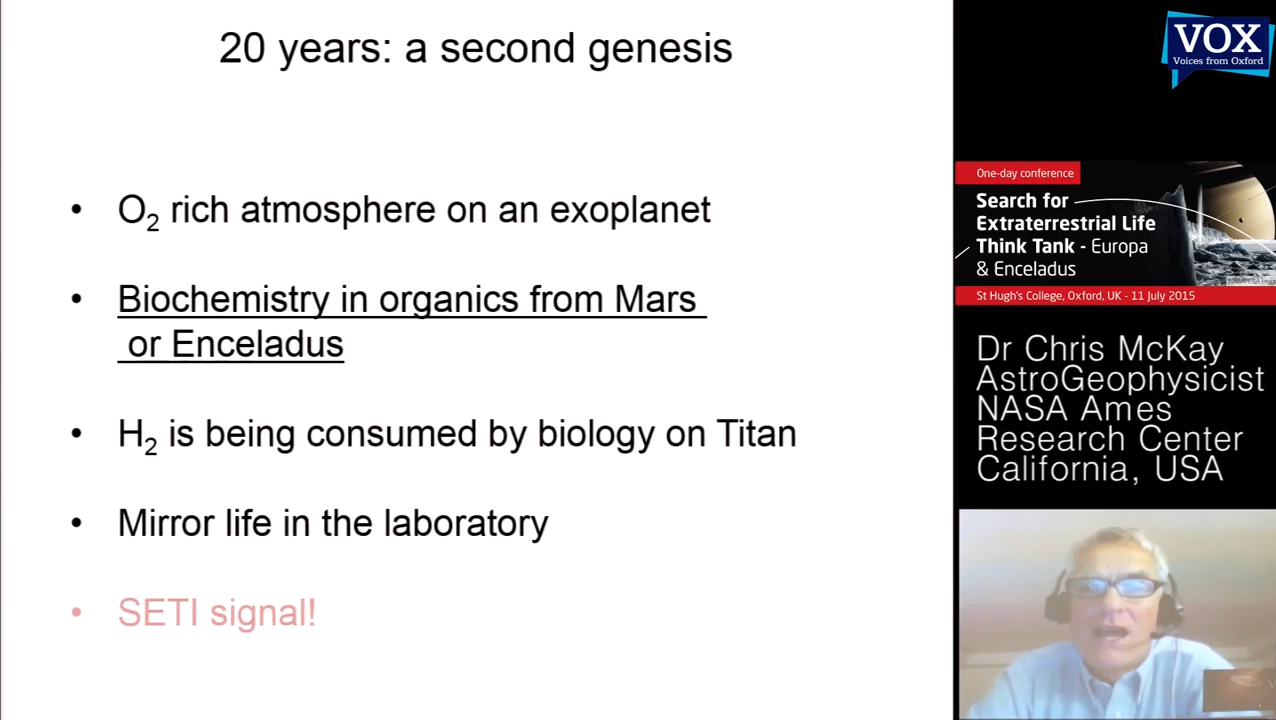 20 years: a second genesis
• O₂ rich atmosphere on an exoplanet
• Biochemistry in organics from Mars
or Enceladus
• H₂ is being consumed by biology on Titan
• Mirror life in the laboratory
• SETI signal!
VOX
Voices from Oxford
One-day conference
Search for
Extraterrestrial Life
Think Tank - Europa
& Enceladus
St Hugh's College, Oxford, UK - 11 July 2015
Dr Chris McKay
AstroGeophysicist
NASA Ames
Research Center
California, USA